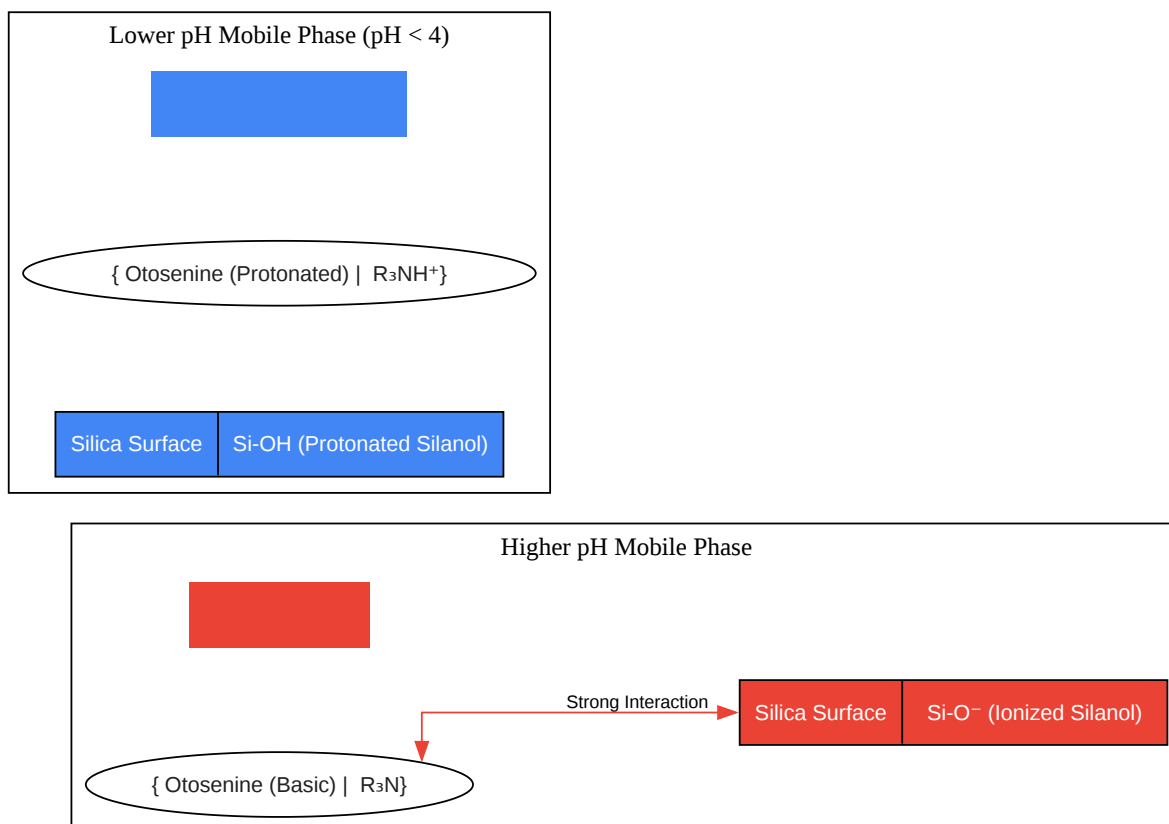 Lower pH Mobile Phase (pH < 4)
{ Otosenine (Protonated) | R₃NH⁺}
Silica Surface
Si-OH (Protonated Silanol)
Higher pH Mobile Phase
Strong Interaction
Silica Surface
Si-O⁻ (Ionized Silanol)
{ Otosenine (Basic) | R₃N}